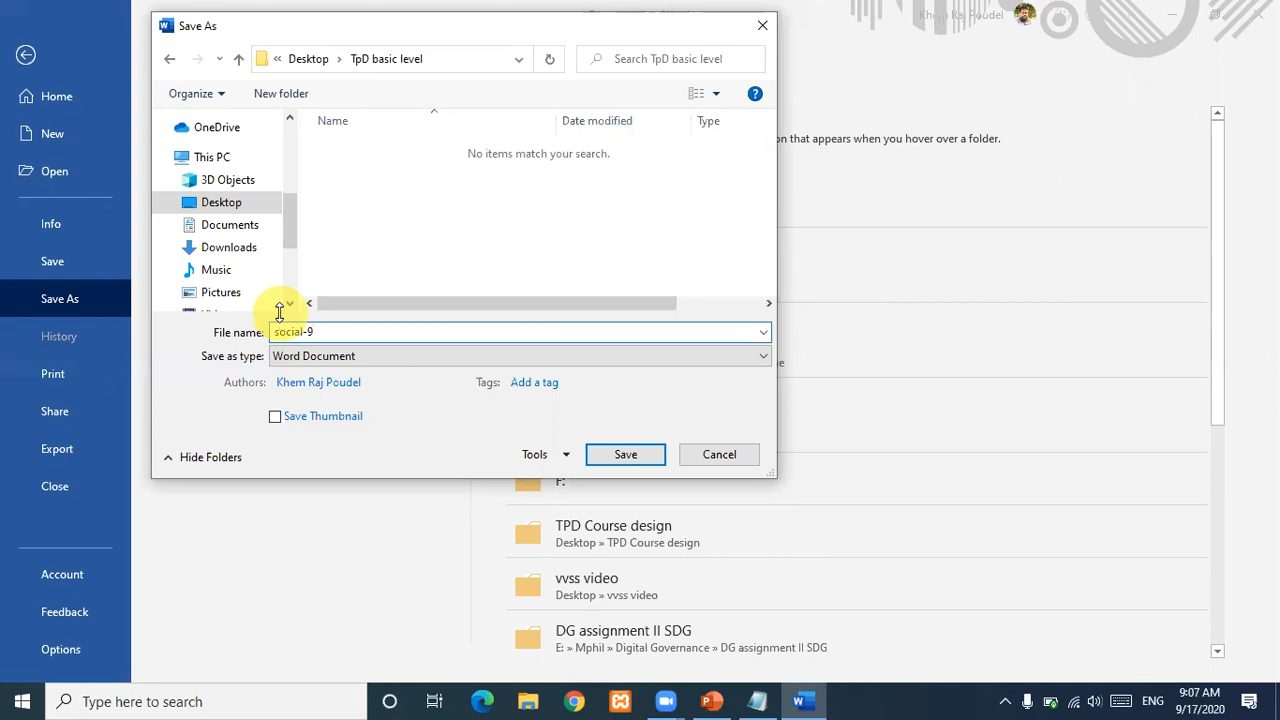 Save As
Khem Raj Poudel
Desktop
TpD basic level
Search TpD basic level
Organize
New folder
Home
New
Open
Info
Save
Save As
History
Print
Share
Export
Close
Account
Feedback
Options
OneDrive
This PC
3D Objects
Desktop
Documents
Downloads
Music
Pictures
Name
Date modified
Type
No items match your search.
on that appears when you hover over a folder.
File name:
social-9
Save as type:
Word Document
Authors:
Khem Raj Poudel
Tags:
Add a tag
Save Thumbnail
Hide Folders
Tools
Save
Cancel
F:
TPD Course design
Desktop » TPD Course design
vvss video
Desktop » vvss video
DG assignment II SDG
E: » Mphil » Digital Governance » DG assignment II SDG
Type here to search
ENG
9:07 AM
9/17/2020